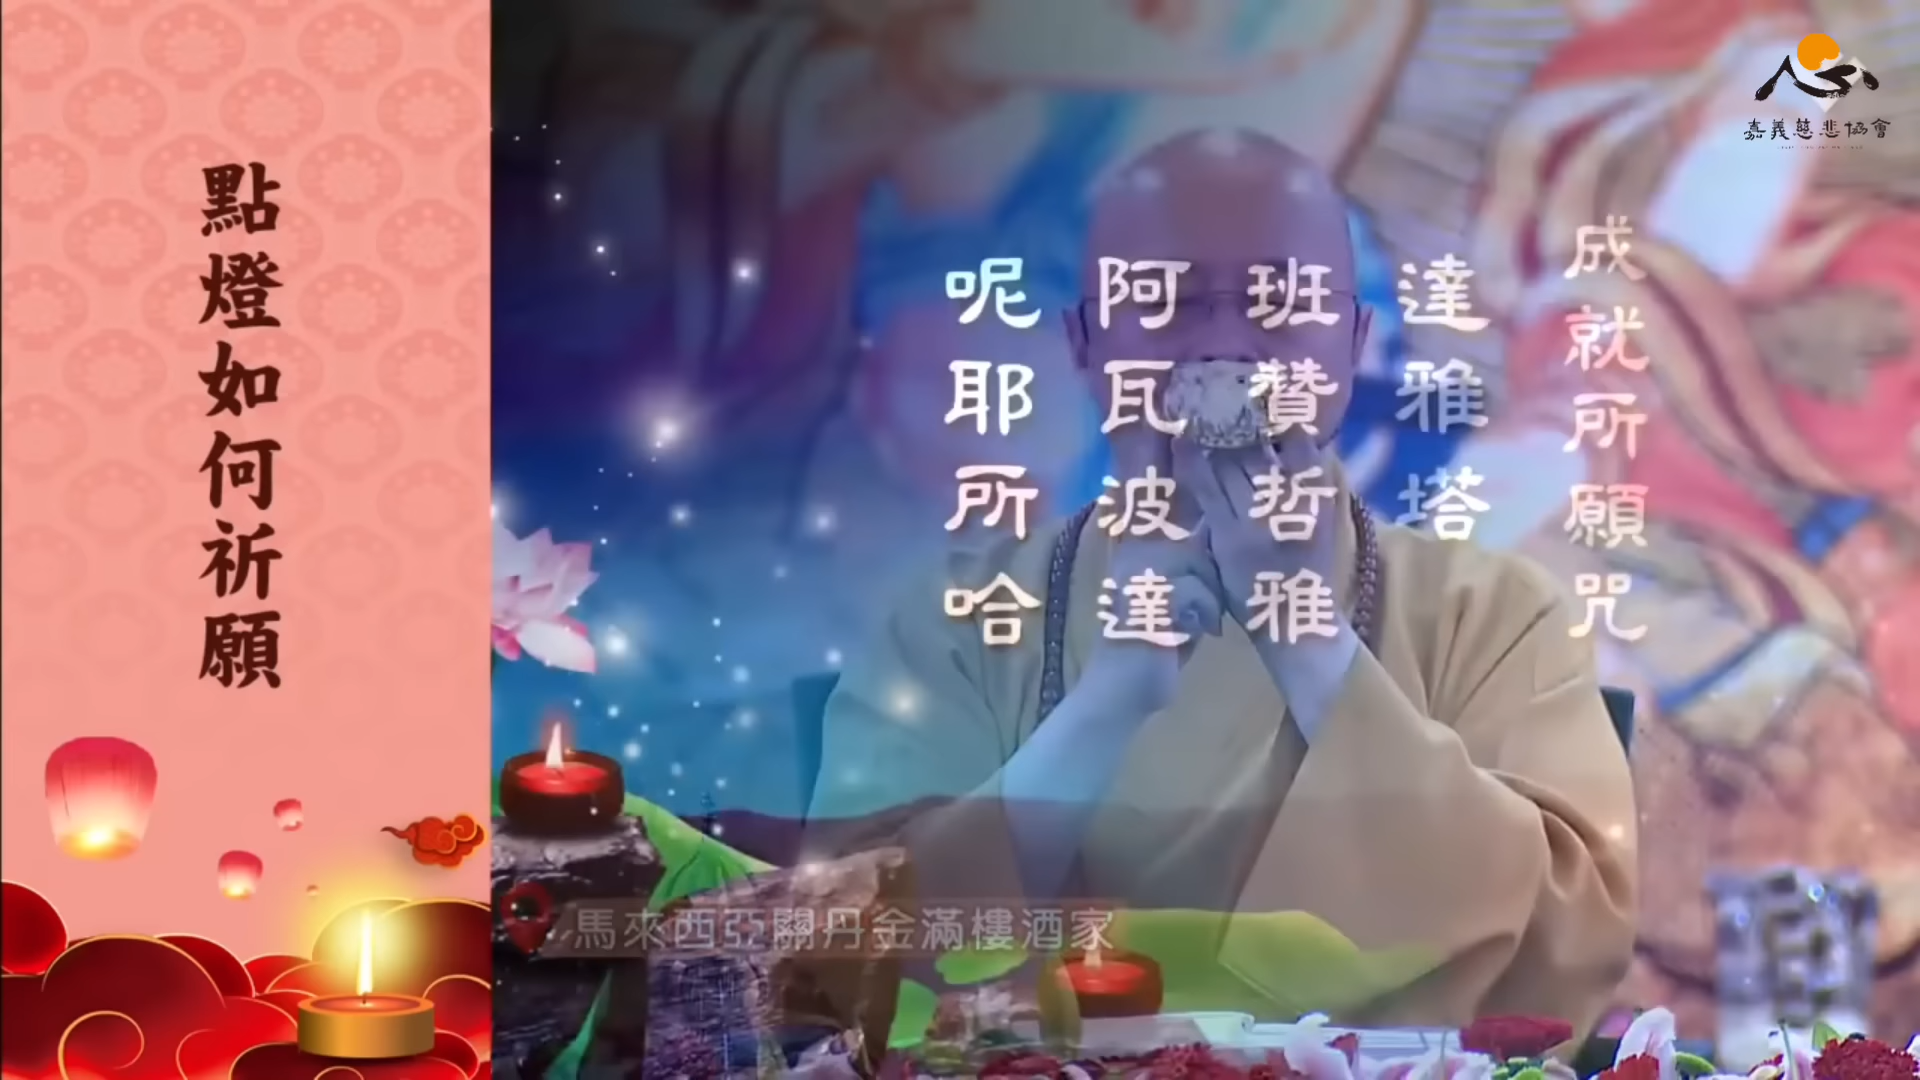 點燈如何祈願
嘉義慈悲協會
成就所願咒
達雅塔
班贊哲雅
阿瓦波達
呢耶所哈
馬來西亞關丹金滿樓酒家